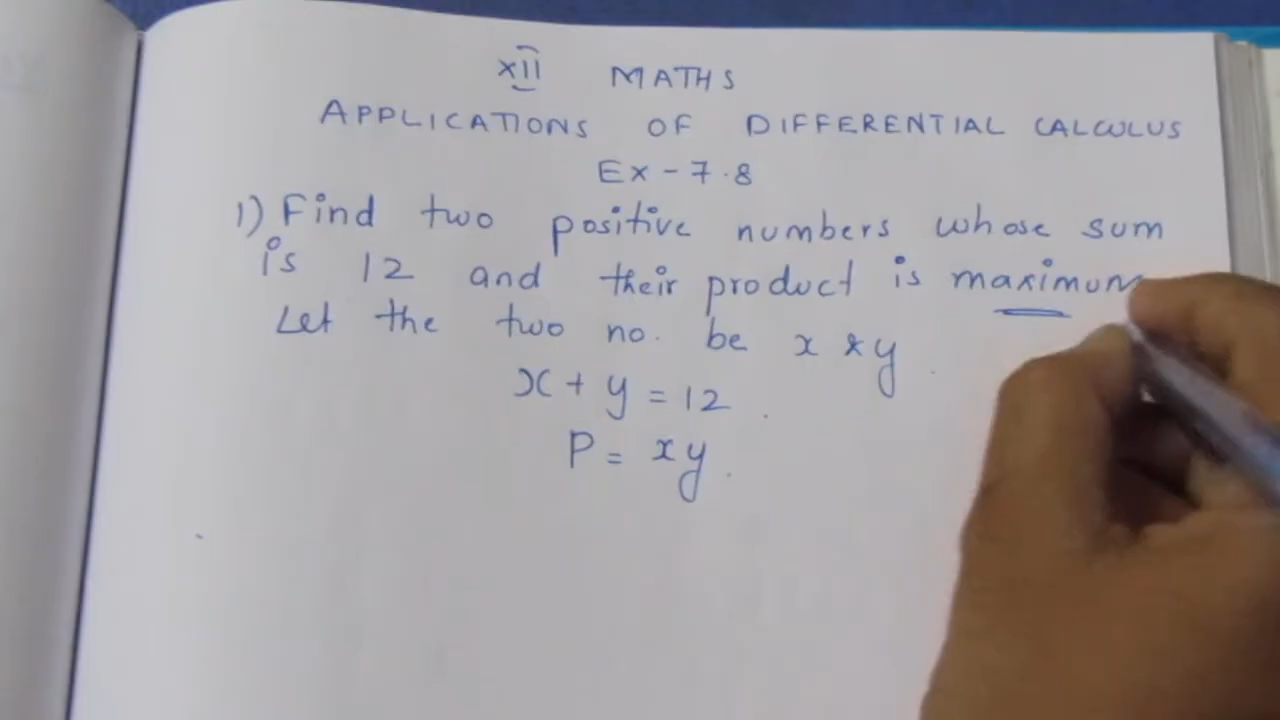 XII MATHS
APPLICATIONS OF DIFFERENTIAL CALCULUS
Ex - 7.8
1) Find two positive numbers whose sum
is 12 and their product is maximum
Let the two no. be x & y
x + y = 12
P = xy